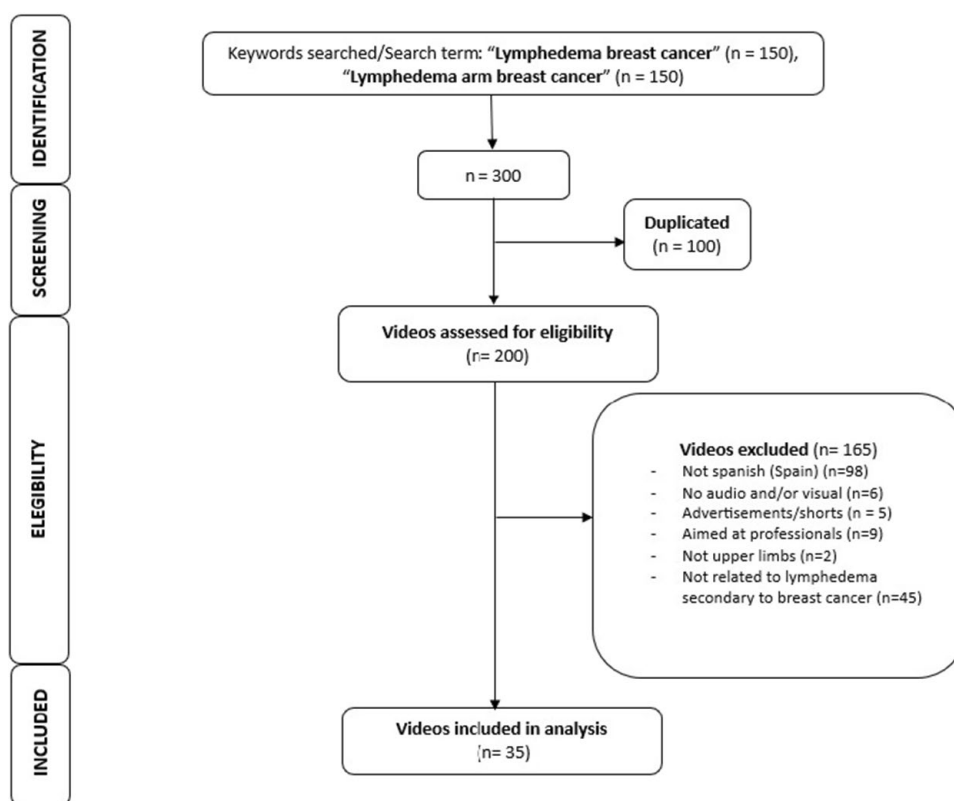 IDENTIFICATION
Keywords searched/Search term: “Lymphedema breast cancer” (n = 150),
“Lymphedema arm breast cancer” (n = 150)
n = 300
SCREENING
Duplicated
(n = 100)
ELEGIBILITY
Videos assessed for eligibility
(n= 200)
Videos excluded (n= 165)
- Not spanish (Spain) (n=98)
- No audio and/or visual (n=6)
- Advertisements/shorts (n = 5)
- Aimed at professionals (n=9)
- Not upper limbs (n=2)
- Not related to lymphedema
secondary to breast cancer (n=45)
INCLUDED
Videos included in analysis
(n= 35)